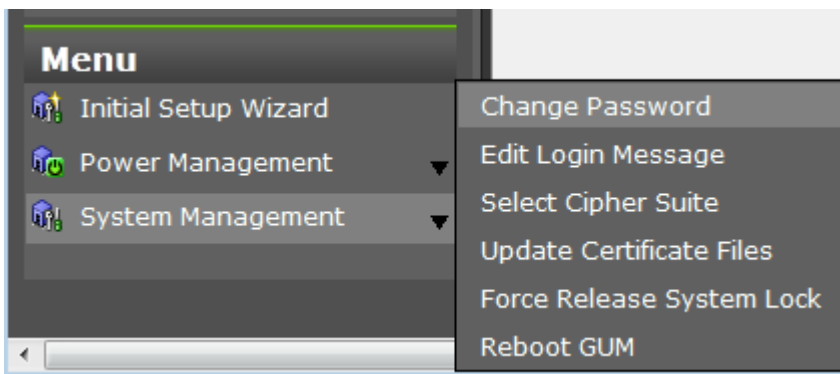 Menu
Initial Setup Wizard
Power Management
System Management
Change Password
Edit Login Message
Select Cipher Suite
Update Certificate Files
Force Release System Lock
Reboot GUM